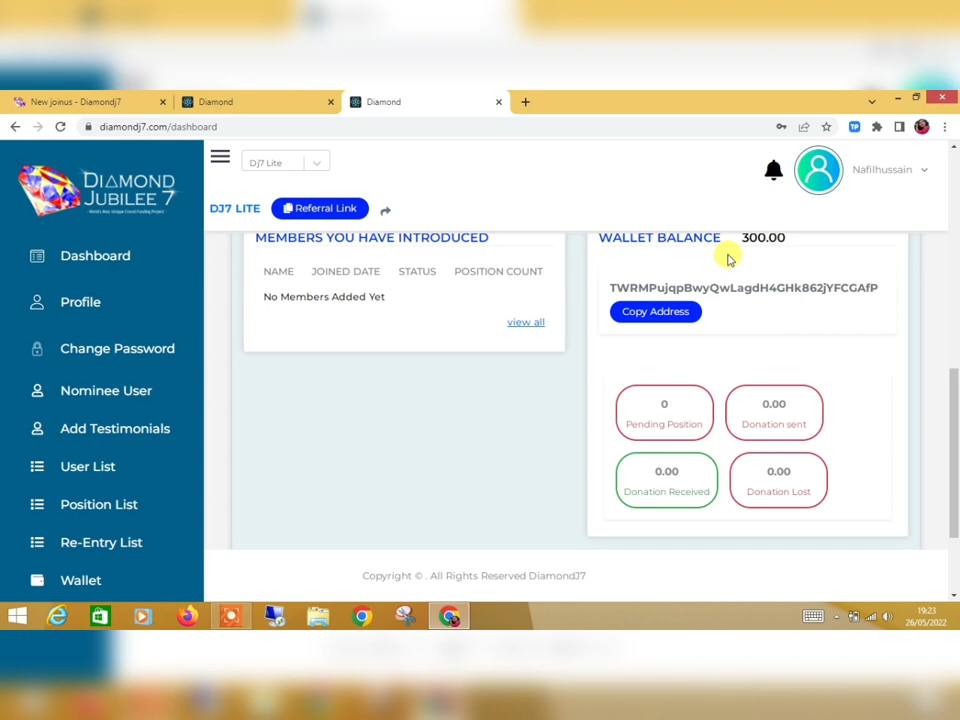 New joinus - Diamondj7
Diamond
Diamond
diamondj7.com/dashboard
TP
DIAMOND
JUBILEE 7
Dj7 Lite
Nafilhussain
DJ7 LITE
Referral Link
Dashboard
Profile
Change Password
Nominee User
Add Testimonials
User List
Position List
Re-Entry List
Wallet
MEMBERS YOU HAVE INTRODUCED
NAME JOINED DATE STATUS POSITION COUNT
No Members Added Yet
view all
WALLET BALANCE 300.00
TWRMPujqpBwyQwLagdH4GHk862jYFCGAfP
Copy Address
0
Pending Position
0.00
Donation sent
0.00
Donation Received
0.00
Donation Lost
Copyright © . All Rights Reserved DiamondJ7
19:23
26/05/2022